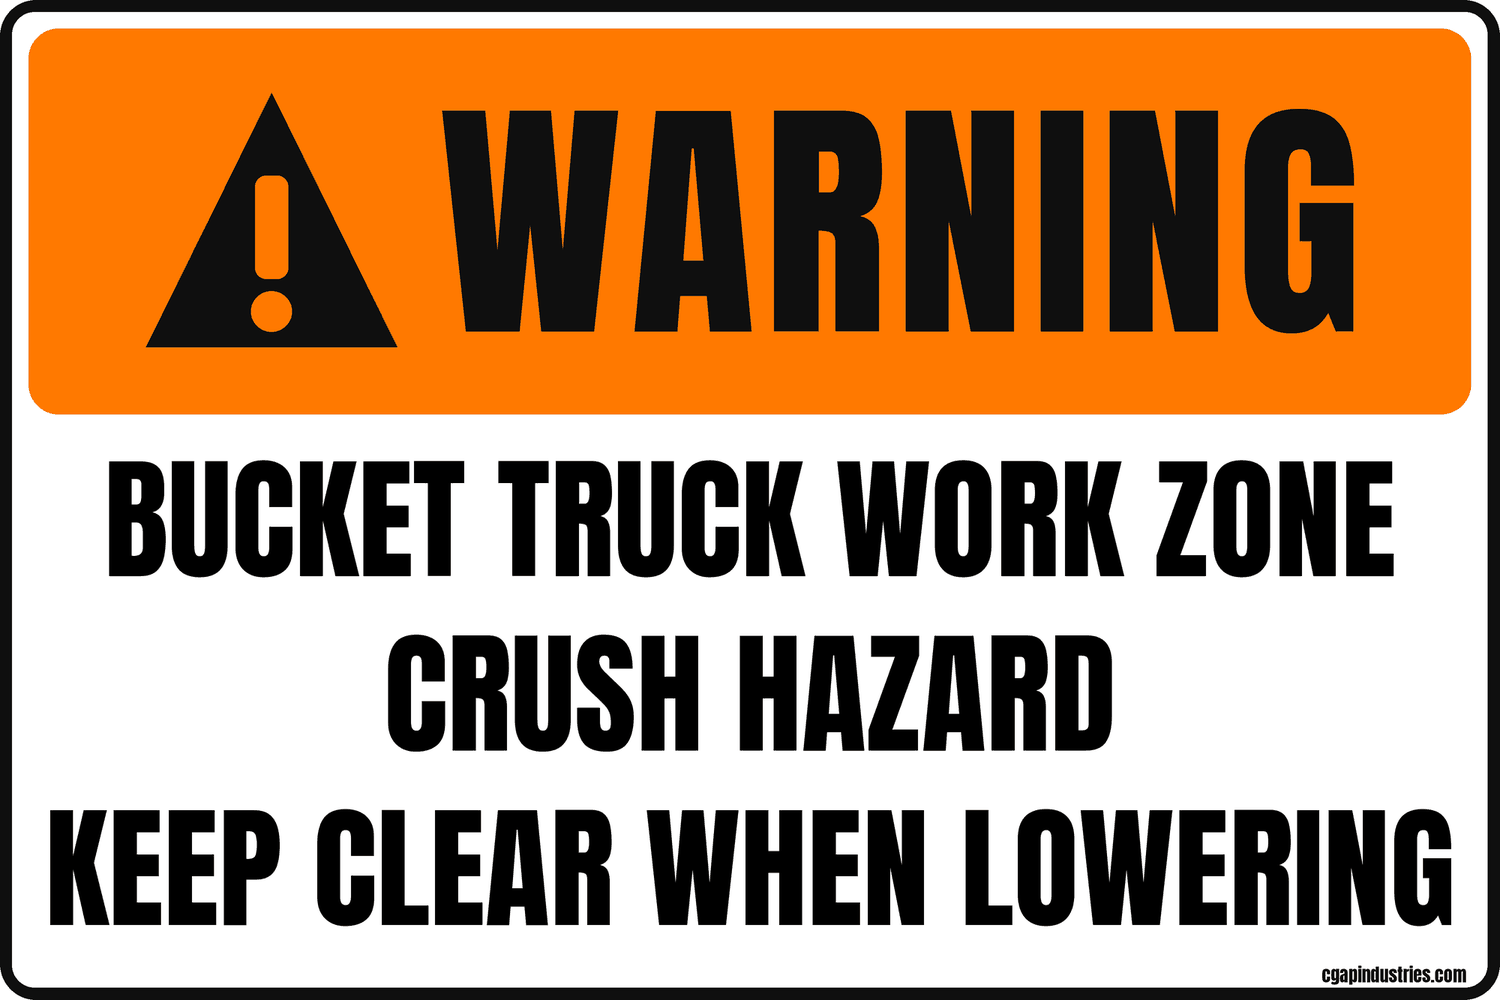 WARNING
BUCKET TRUCK WORK ZONE
CRUSH HAZARD
KEEP CLEAR WHEN LOWERING
cgapindustries.com